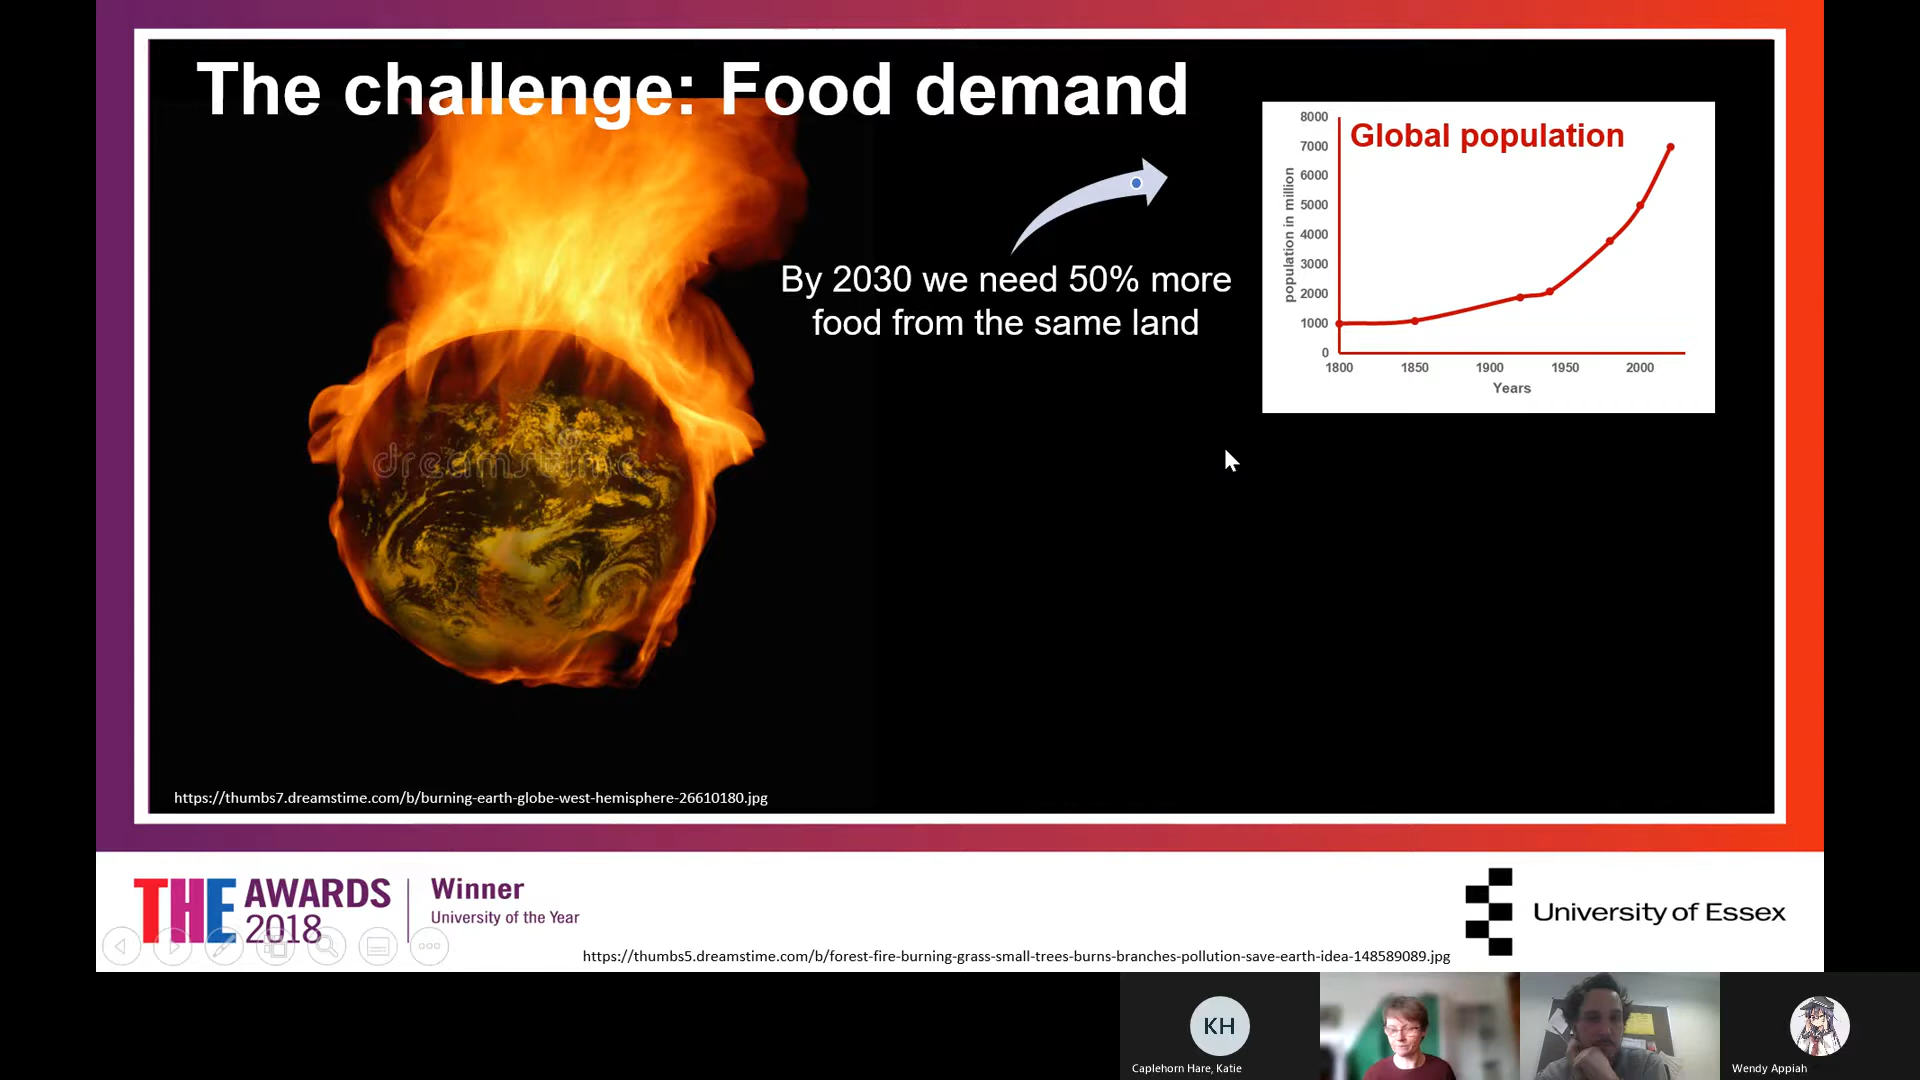 The challenge: Food demand
By 2030 we need 50% more
food from the same land
Global population
population in million
8000
7000
6000
5000
4000
3000
2000
1000
0
1800
1850
1900
1950
2000
Years
dreamstime
https://thumbs7.dreamstime.com/b/burning-earth-globe-west-hemisphere-26610180.jpg
THE AWARDS
2018
Winner
University of the Year
University of Essex
https://thumbs5.dreamstime.com/b/forest-fire-burning-grass-small-trees-burns-branches-pollution-save-earth-idea-148589089.jpg
KH
Caplehorn Hare, Katie
Wendy Appiah